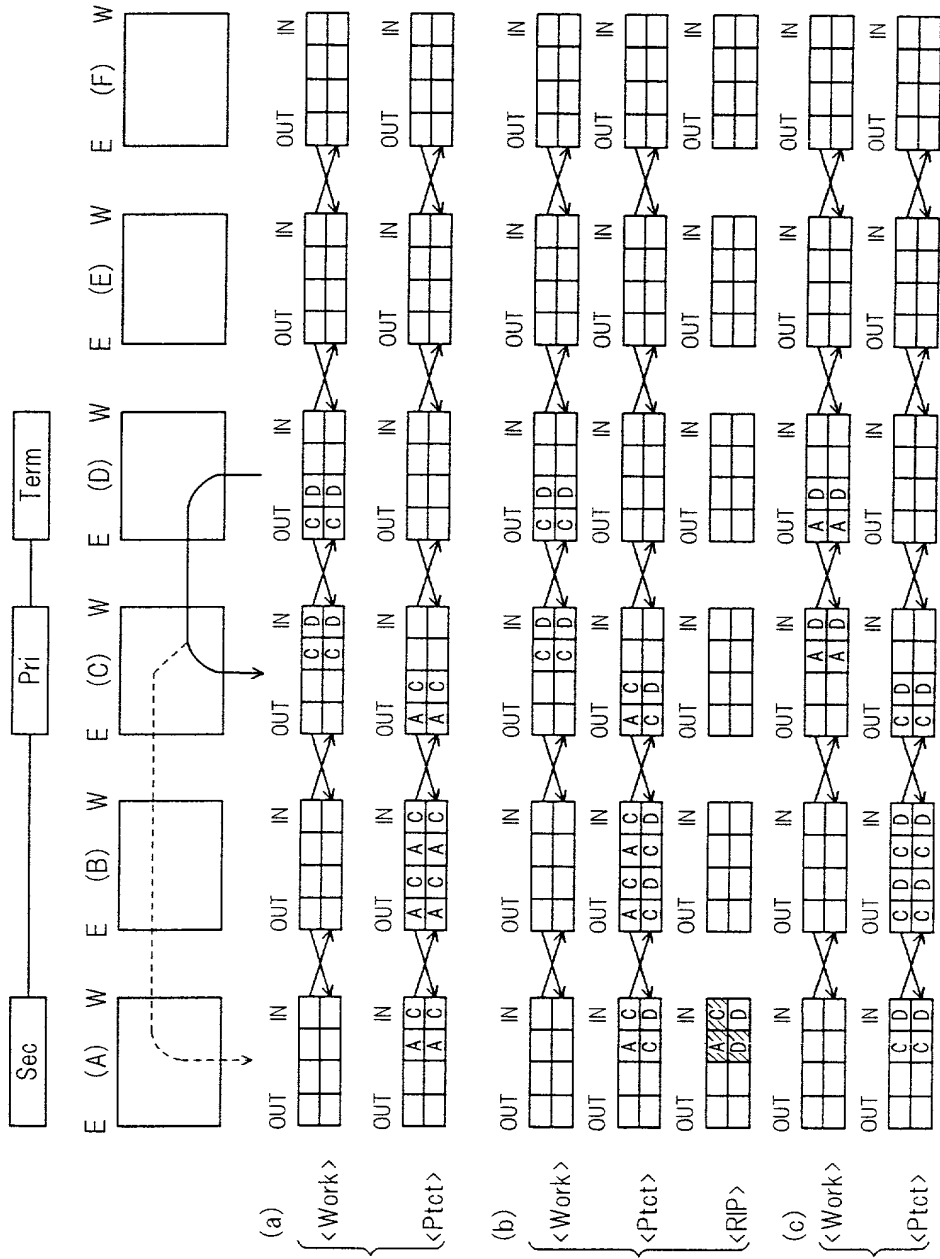 Sec Pri Term
E (A) W E (B) W E (C) W E (D) W E (E) W E (F) W
(a)
OUT IN OUT IN OUT IN OUT IN OUT IN OUT IN
<Work> C D C D
C D C D
OUT IN OUT IN OUT IN OUT IN OUT IN OUT IN
<Ptct> A C A C A C A C
A C A C A C A C
(b)
OUT IN OUT IN OUT IN OUT IN OUT IN OUT IN
<Work> C D C D
C D C D
OUT IN OUT IN OUT IN OUT IN OUT IN OUT IN
<Ptct> A C A C A C A C
C D C D C D C D
OUT IN OUT IN OUT IN OUT IN OUT IN OUT IN
<RIP> A C
D D
(c)
OUT IN OUT IN OUT IN OUT IN OUT IN OUT IN
<Work> A D A D
A D A D
OUT IN OUT IN OUT IN OUT IN OUT IN OUT IN
<Ptct> C D C D C D C D
C D C D C D C D